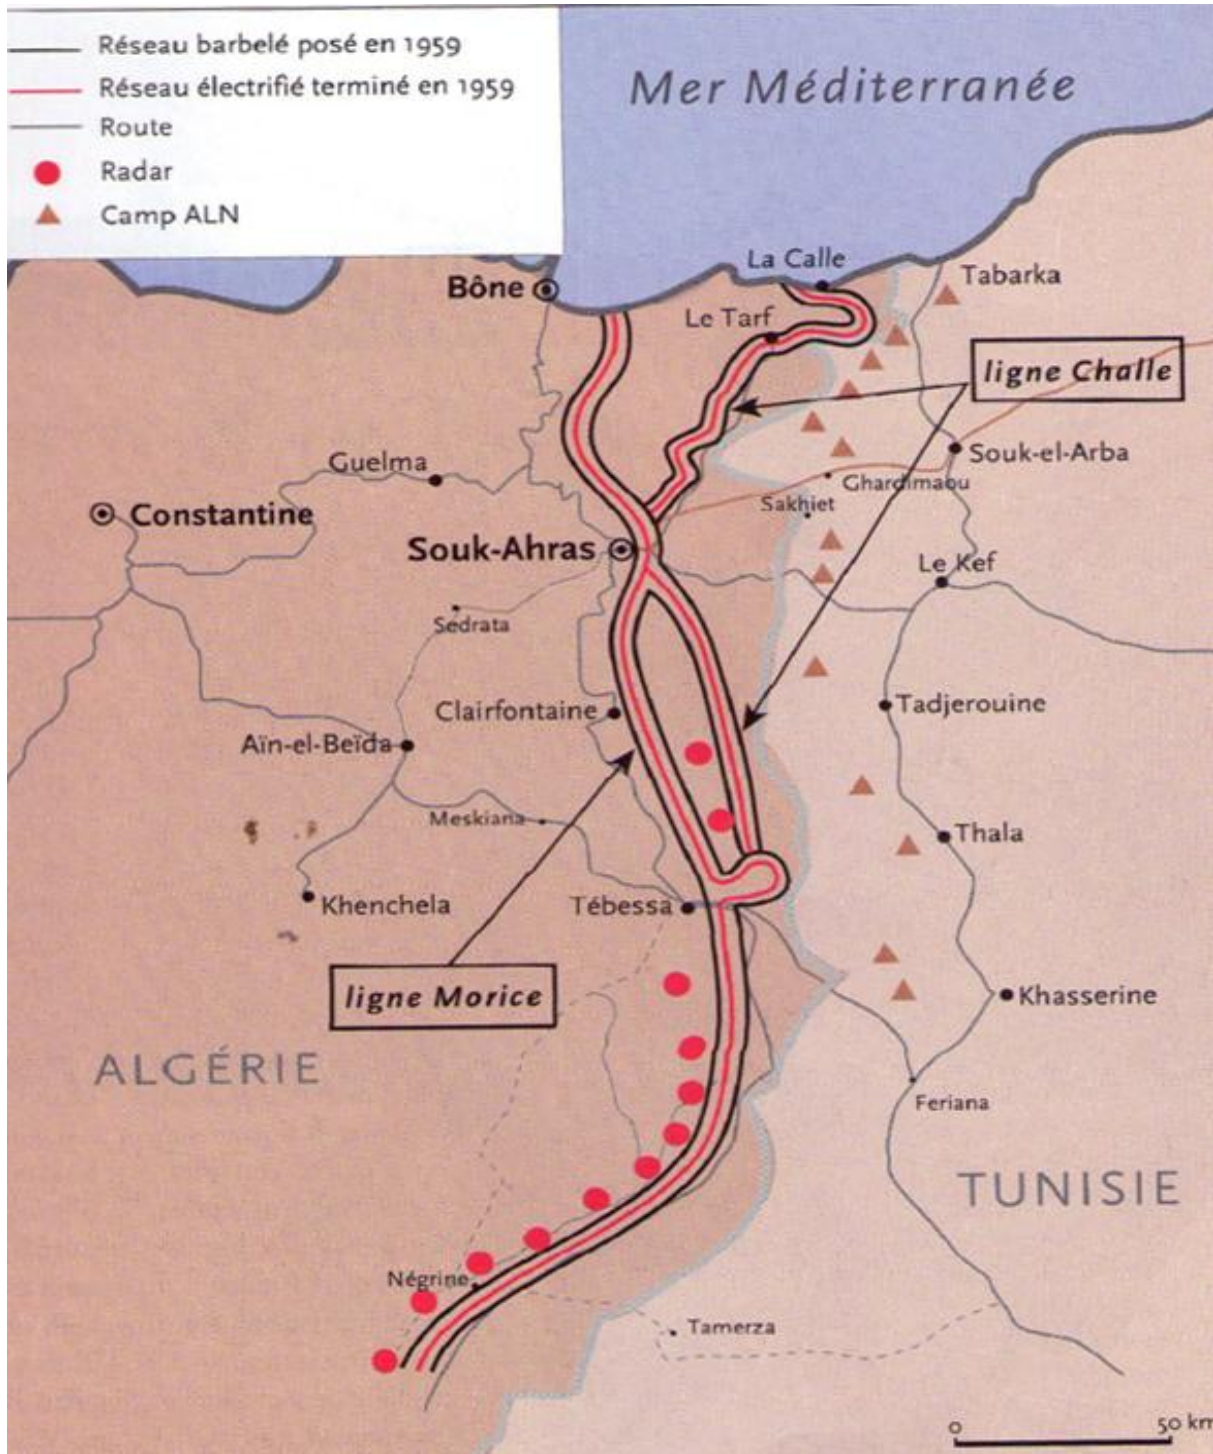 Réseau barbelé posé en 1959
Réseau électrifié terminé en 1959
Route
Radar
Camp ALN
Mer Méditerranée
La Calle
Tabarka
Bône
Le Tarf
ligne Challe
Souk-el-Arba
Guelma
Ghardimaou
Constantine
Sakhiet
Souk-Ahras
Le Kef
Sedrata
Clairfontaine
Tadjerouine
Aïn-el-Beïda
Meskiana
Thala
Khenchela
Tébessa
ligne Morice
Khasserine
ALGÉRIE
Feriana
TUNISIE
Négrine
Tamerza
0 50 km